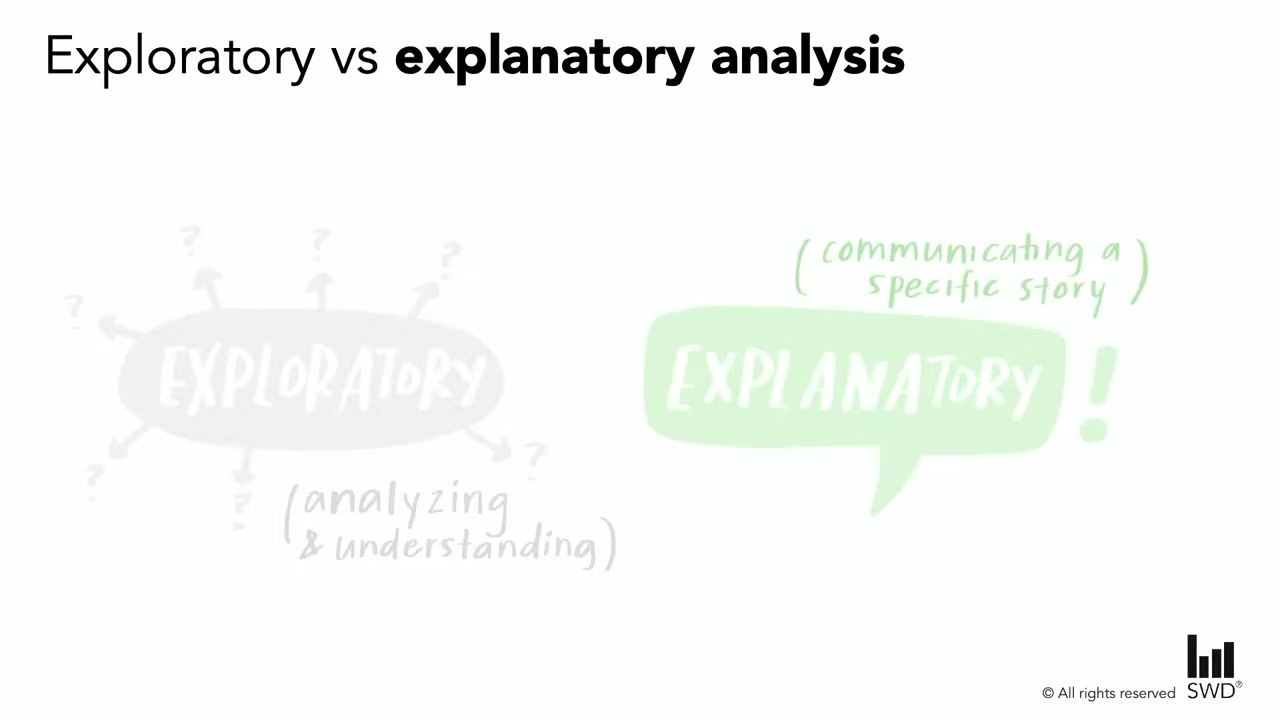 Exploratory vs explanatory analysis
? ? ?
?
EXPLORATORY
? ?
?
(analyzing
& understanding)
(communicating a
specific story)
EXPLANATORY!
© All rights reserved
SWD®